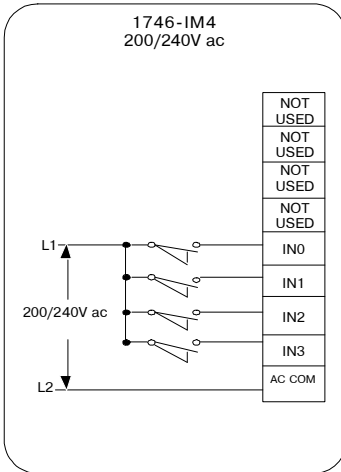 1746-IM4
200/240V ac
NOT
USED
NOT
USED
NOT
USED
NOT
USED
L1
IN0
IN1
200/240V ac
IN2
IN3
AC COM
L2